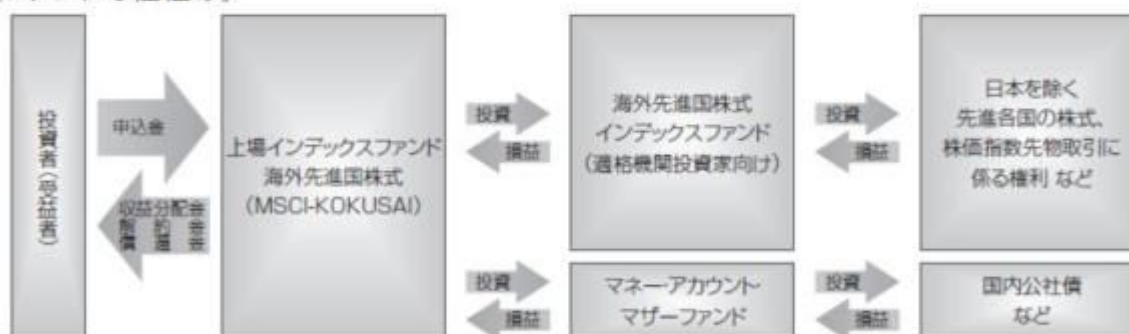 投資者(受益者)
申込金
収益分配金
解約金
償還金
上場インデックスファンド
海外先進国株式
(MSCI-KOKUSAI)
投資
損益
海外先進国株式
インデックスファンド
(適格機関投資家向け)
投資
損益
日本を除く
先進各国の株式、
株価指数先物取引に
係る権利 など
投資
損益
マネー・アカウント・
マザーファンド
投資
損益
国内公社債
など